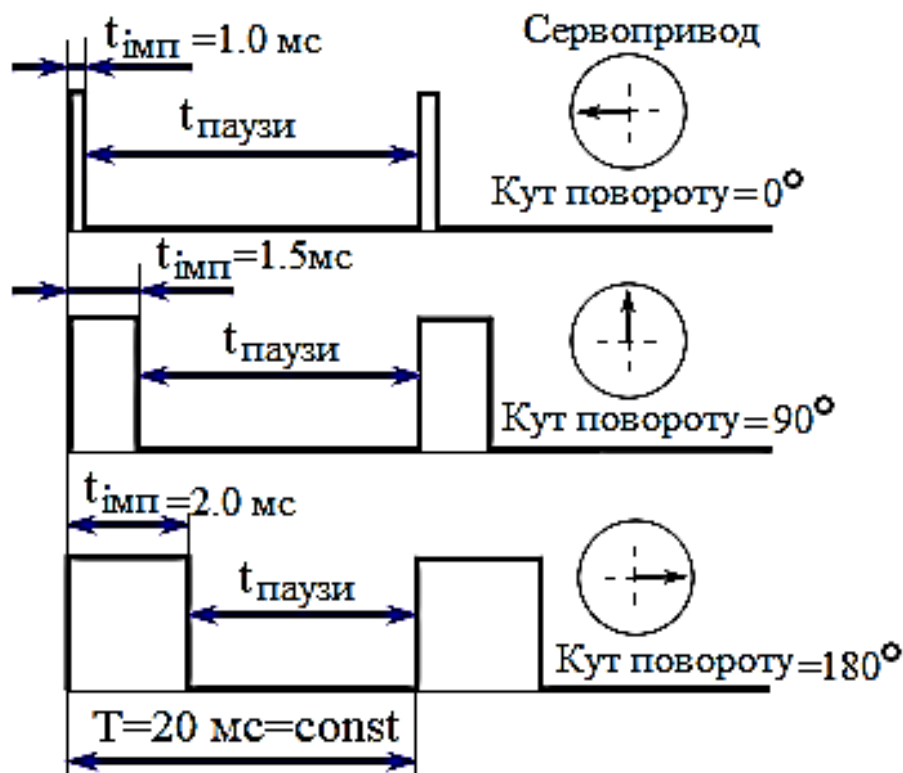 tімп =1.0 мс
Сервопривод
tпаузи
Кут повороту=0°
tімп=1.5мс
tпаузи
Кут повороту=90°
tімп=2.0 мс
tпаузи
Кут повороту=180°
T=20 мс=const